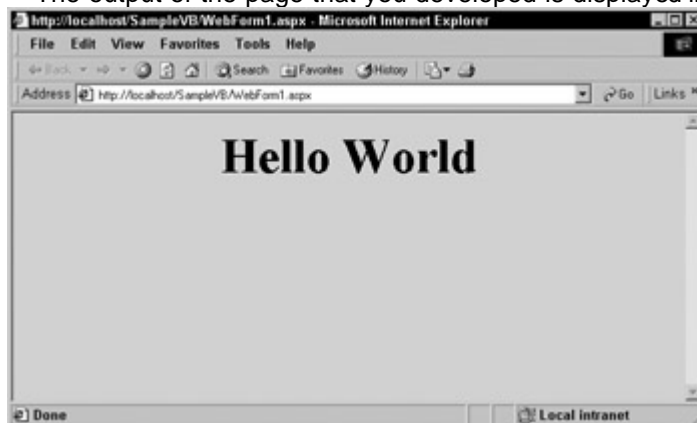 The output of the page that you developed is displayed
http://localhost/SampleVB/WebForm1.aspx - Microsoft Internet Explorer
File Edit View Favorites Tools Help
Back Search Favorites History
Address http://localhost/SampleVB/WebForm1.aspx Go Links »
Hello World
Done Local intranet